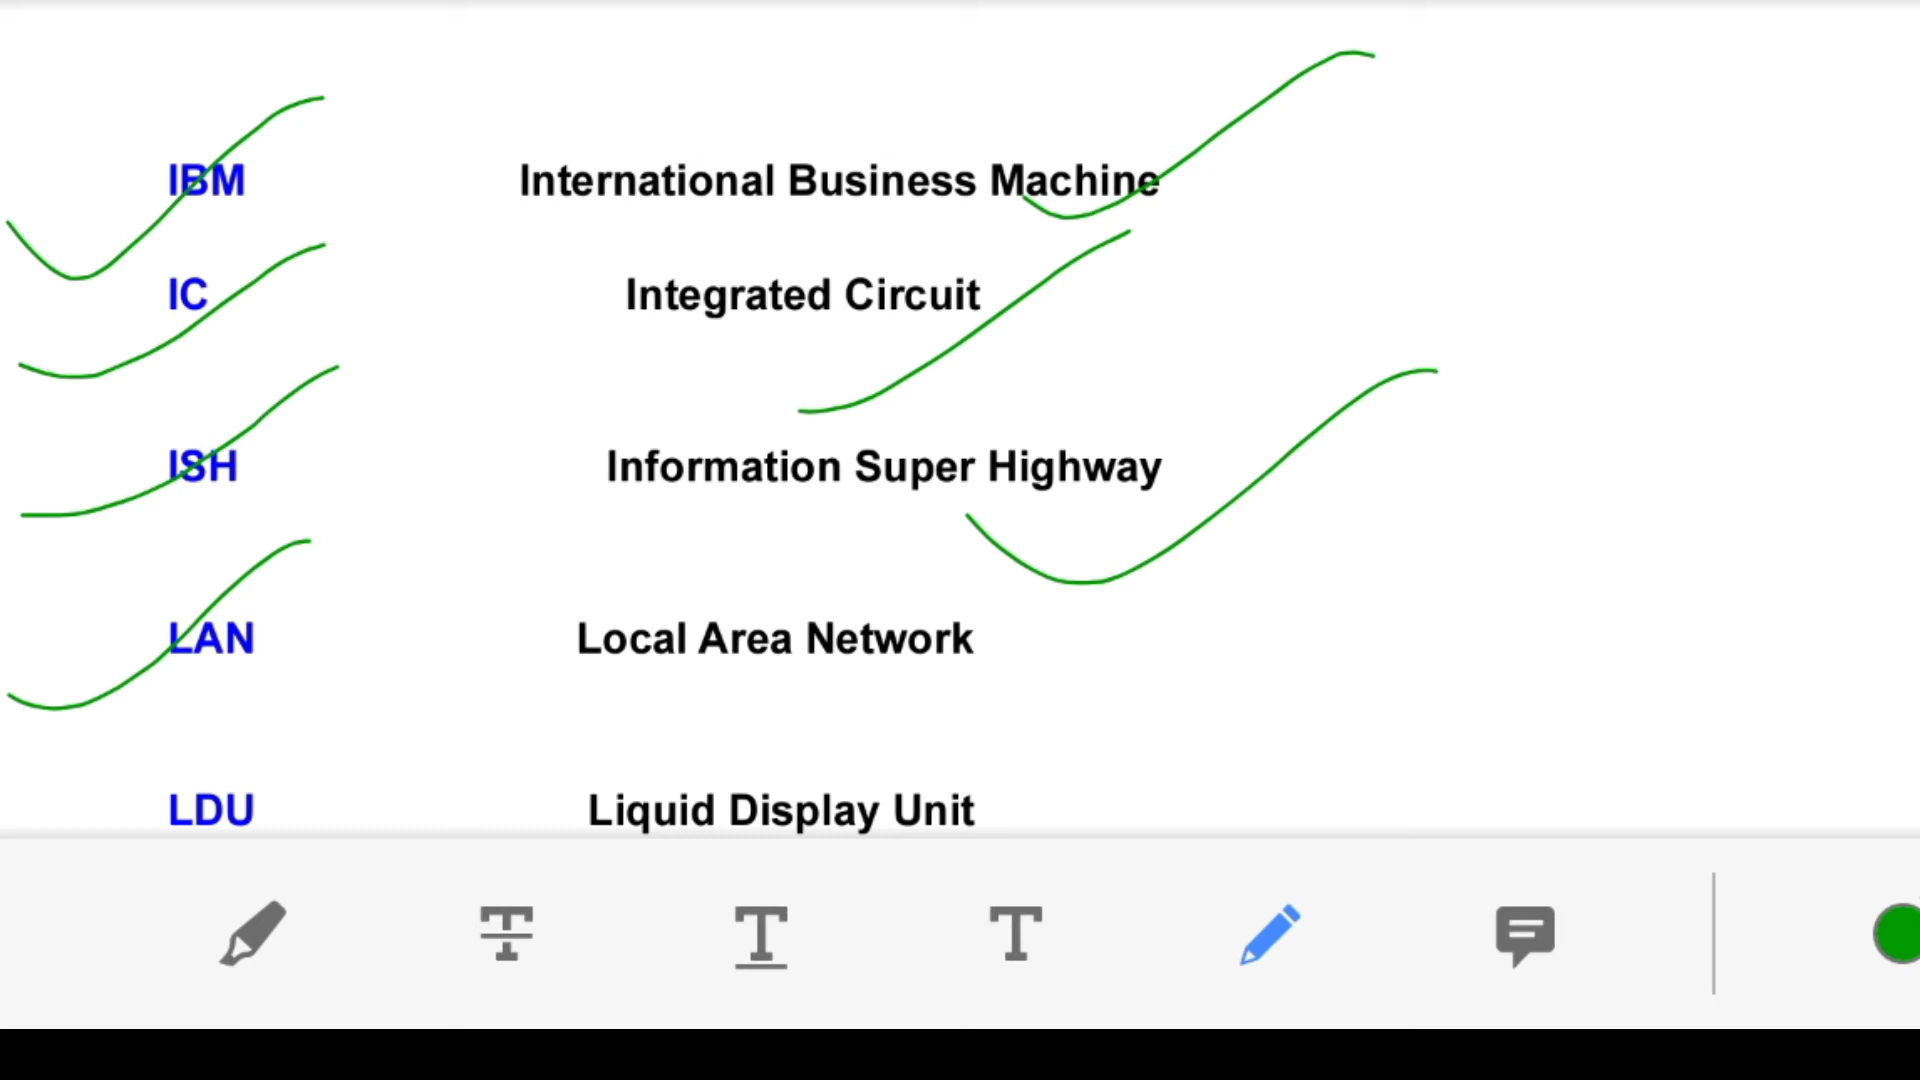 IBM International Business Machine
IC Integrated Circuit
ISH Information Super Highway
LAN Local Area Network
LDU Liquid Display Unit